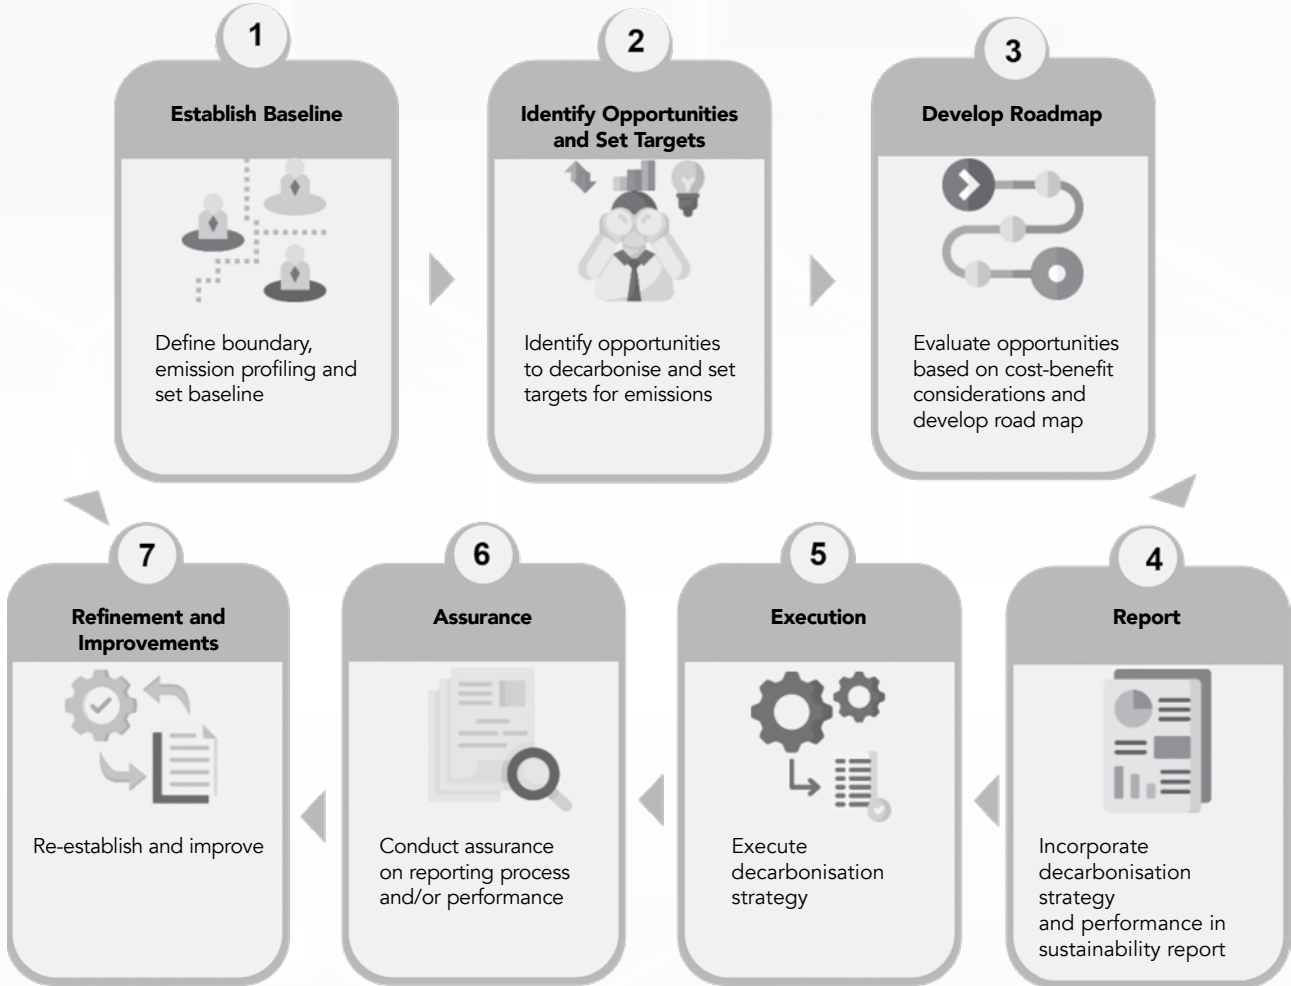 1
Establish Baseline
Define boundary,
emission profiling and
set baseline
2
Identify Opportunities
and Set Targets
Identify opportunities
to decarbonise and set
targets for emissions
3
Develop Roadmap
Evaluate opportunities
based on cost-benefit
considerations and
develop road map
4
Report
Incorporate
decarbonisation
strategy
and performance in
sustainability report
5
Execution
Execute
decarbonisation
strategy
6
Assurance
Conduct assurance
on reporting process
and/or performance
7
Refinement and
Improvements
Re-establish and improve